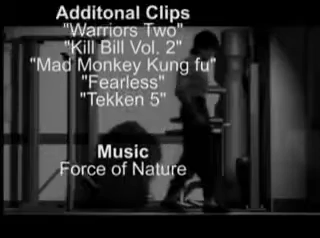 Additonal Clips
"Warriors Two"
"Kill Bill Vol. 2"
"Mad Monkey Kung fu"
"Fearless"
"Tekken 5"
Music
Force of Nature